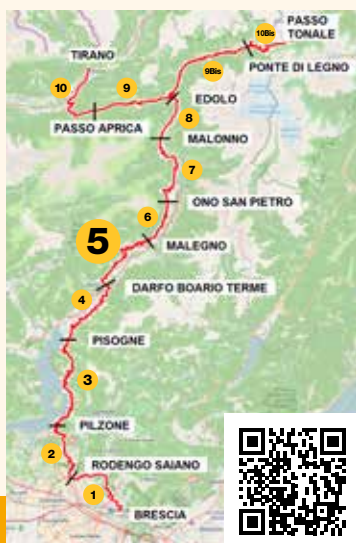 PASSO
TONALE
10Bis
TIRANO
PONTE DI LEGNO
9Bis
10
9
EDOLO
PASSO APRICA
8
MALONNO
7
ONO SAN PIETRO
6
5
MALEGNO
4
DARFO BOARIO TERME
PISOGNE
3
PILZONE
2
RODENGO SAIANO
1
BRESCIA